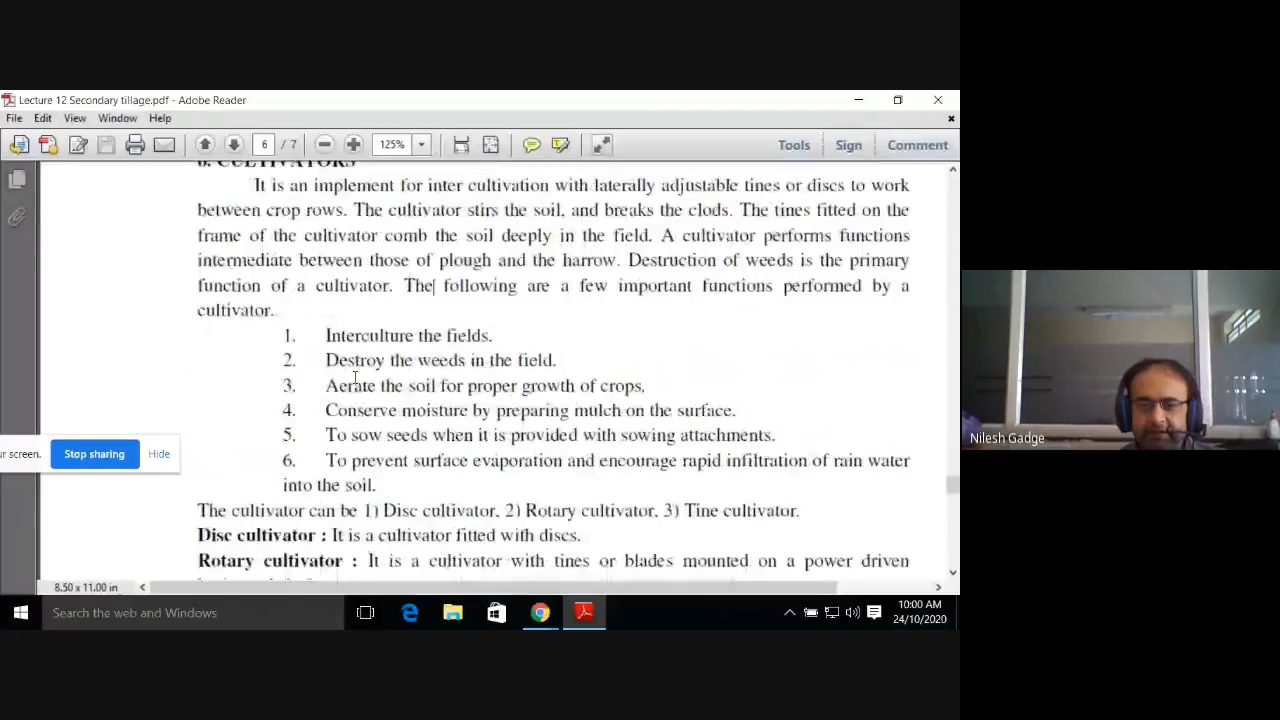 Lecture 12 Secondary tillage.pdf - Adobe Reader
File Edit View Window Help
6 / 7 125% Tools Sign Comment
6. CULTIVATORS
It is an implement for inter cultivation with laterally adjustable tines or discs to work
between crop rows. The cultivator stirs the soil, and breaks the clods. The tines fitted on the
frame of the cultivator comb the soil deeply in the field. A cultivator performs functions
intermediate between those of plough and the harrow. Destruction of weeds is the primary
function of a cultivator. The following are a few important functions performed by a
cultivator.
1. Interculture the fields.
2. Destroy the weeds in the field.
3. Aerate the soil for proper growth of crops.
4. Conserve moisture by preparing mulch on the surface.
5. To sow seeds when it is provided with sowing attachments.
6. To prevent surface evaporation and encourage rapid infiltration of rain water
into the soil.
The cultivator can be 1) Disc cultivator, 2) Rotary cultivator, 3) Tine cultivator.
Disc cultivator : It is a cultivator fitted with discs.
Rotary cultivator : It is a cultivator with tines or blades mounted on a power driven
ur screen. Stop sharing Hide
Nilesh Gadge
8.50 x 11.00 in
Search the web and Windows
10:00 AM
24/10/2020